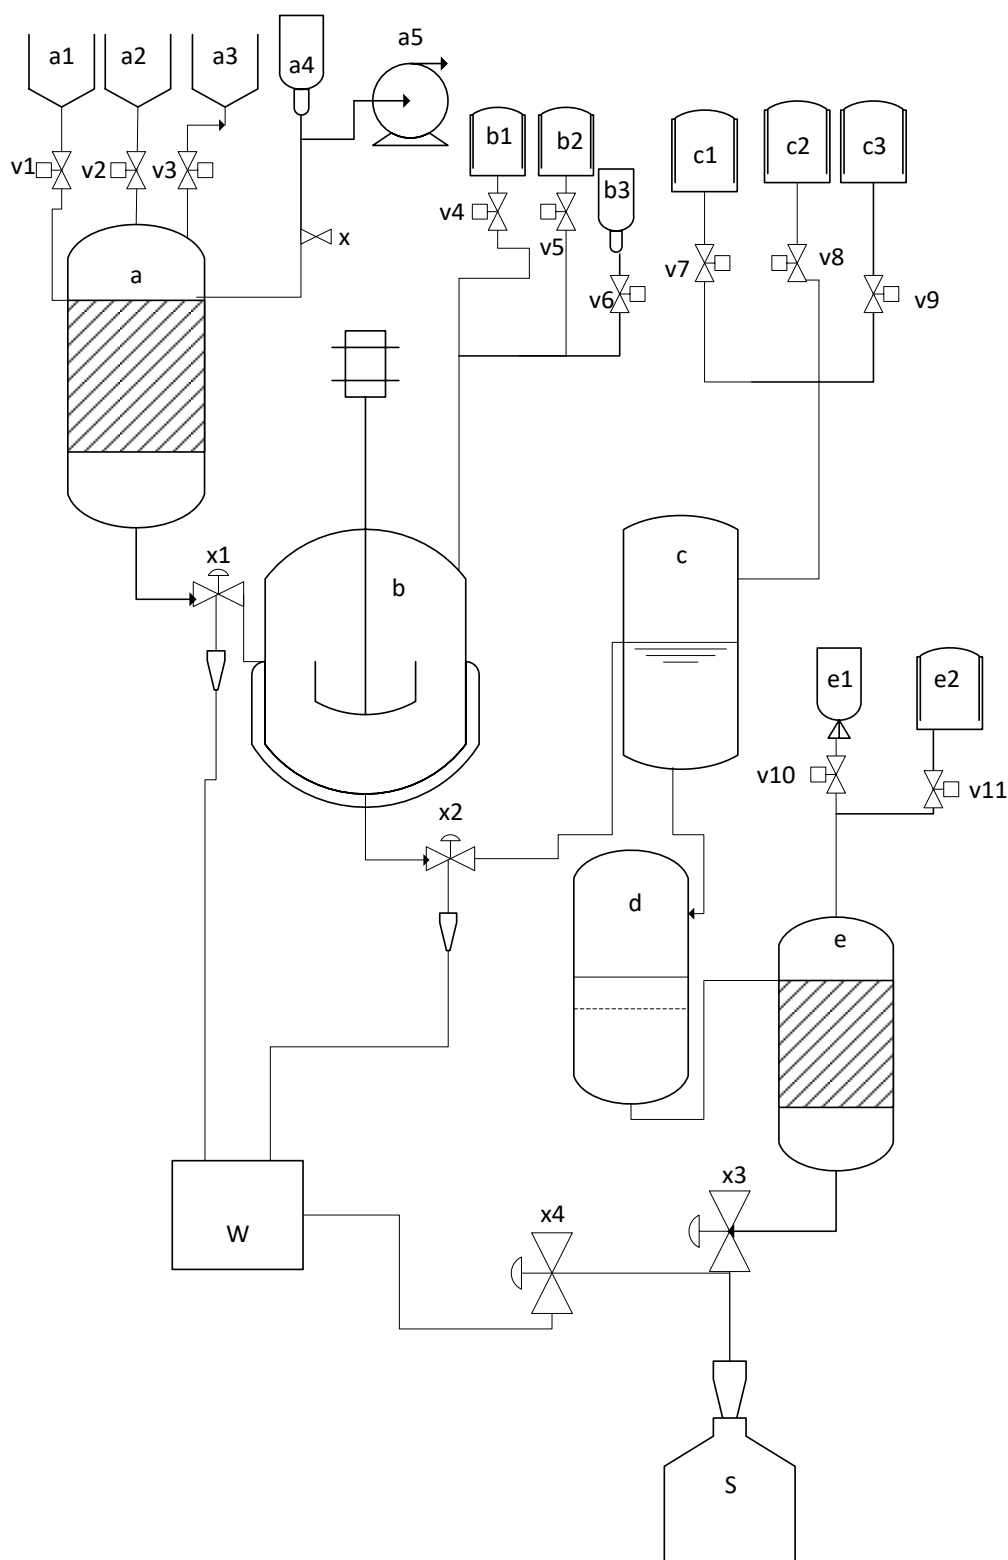 a1 a2 a3 a4 a5
b1 b2 c1 c2 c3
v1 v2 v3 b3
v4 v5
x v7 v8
a v6 v9
x1 b c
e1 e2
v10 v11
x2
d e
x3
W x4
S